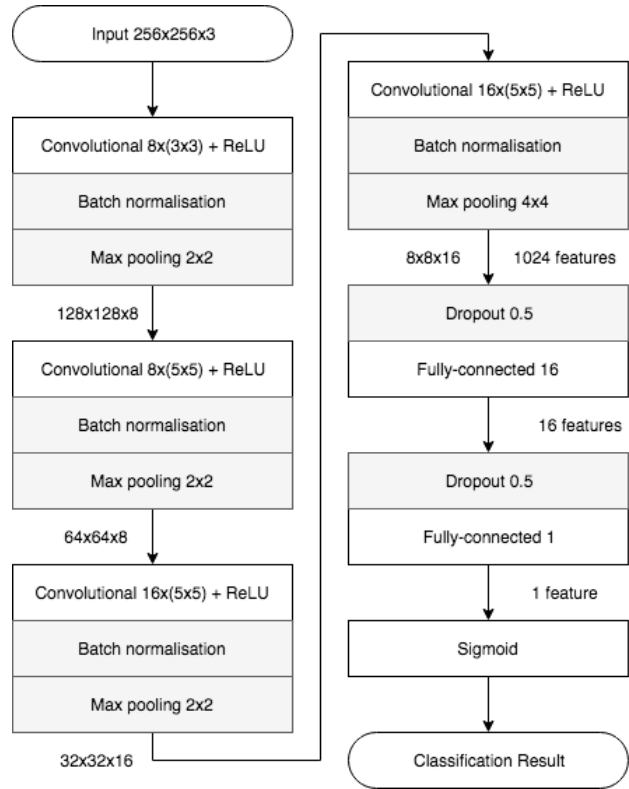 Input 256x256x3
Convolutional 8x(3x3) + ReLU
Batch normalisation
Max pooling 2x2
128x128x8
Convolutional 8x(5x5) + ReLU
Batch normalisation
Max pooling 2x2
64x64x8
Convolutional 16x(5x5) + ReLU
Batch normalisation
Max pooling 2x2
32x32x16
Convolutional 16x(5x5) + ReLU
Batch normalisation
Max pooling 4x4
8x8x16 1024 features
Dropout 0.5
Fully-connected 16
16 features
Dropout 0.5
Fully-connected 1
1 feature
Sigmoid
Classification Result